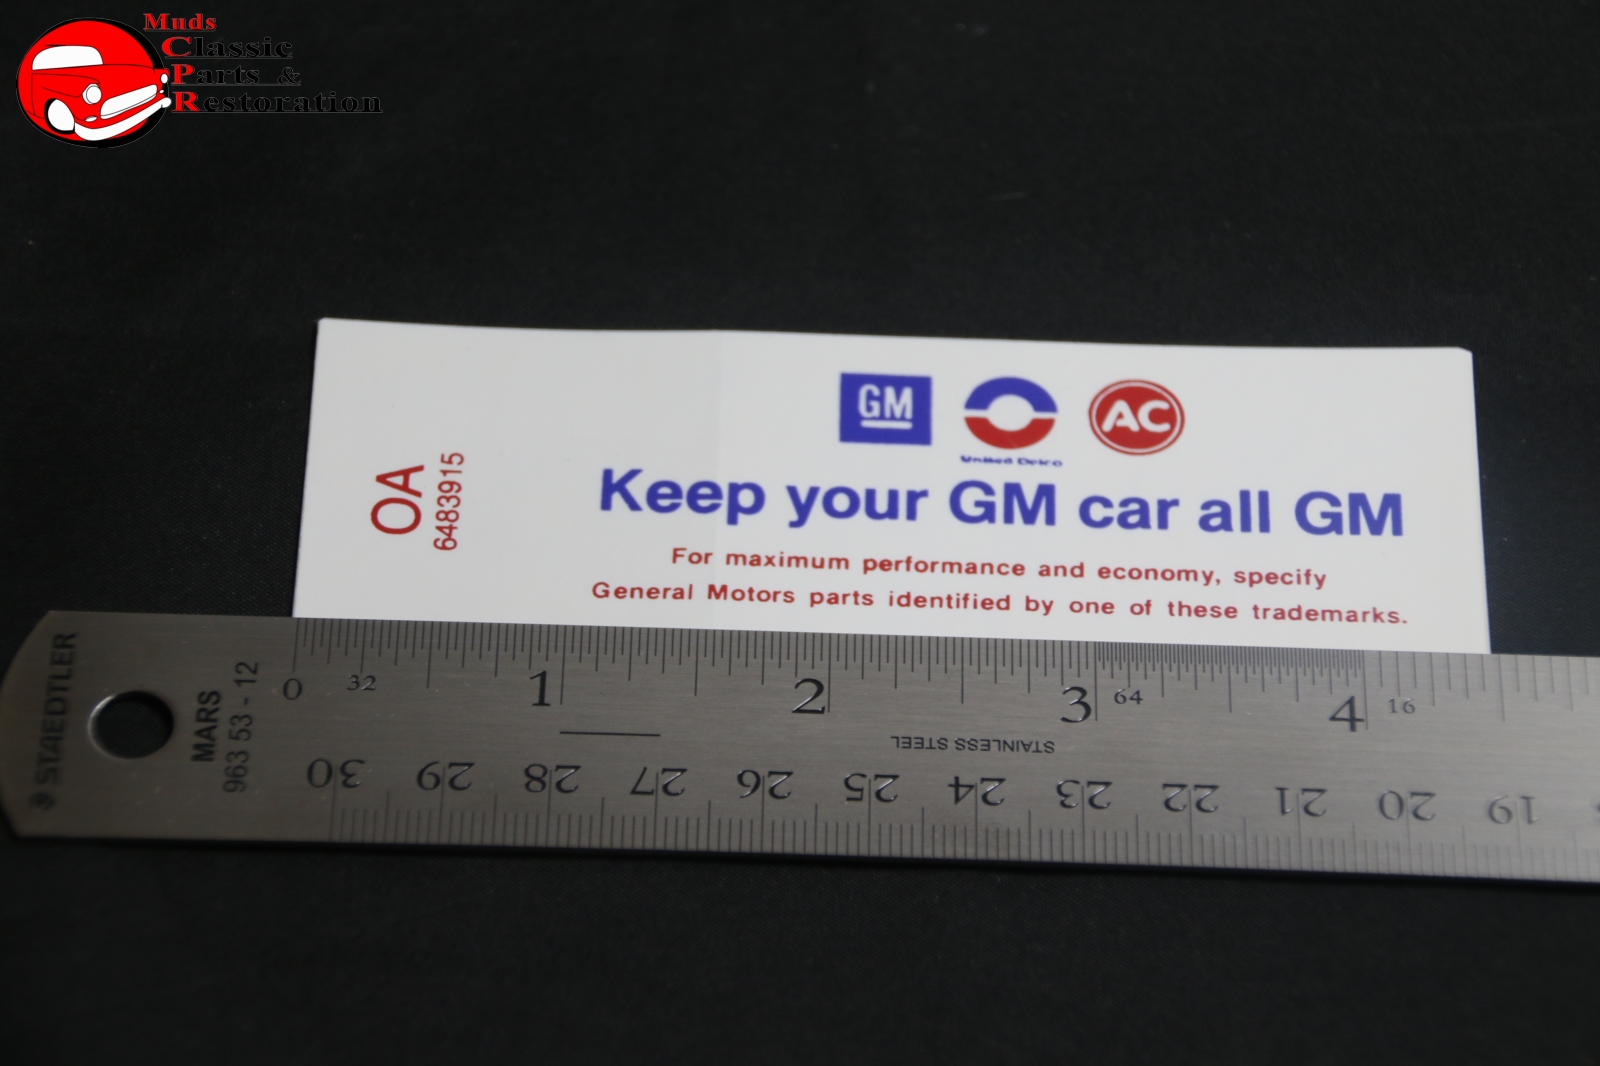 Muds
Classic
Parts &
Restoration
GM
United Delco
AC
Keep your GM car all GM
For maximum performance and economy, specify
General Motors parts identified by one of these trademarks.
OA
6483915
STAEDTLER
MARS
963 53 - 12
0 32 1 2 3 64 4 16
STAINLESS STEEL
30 29 28 27 26 25 24 23 22 21 20 19